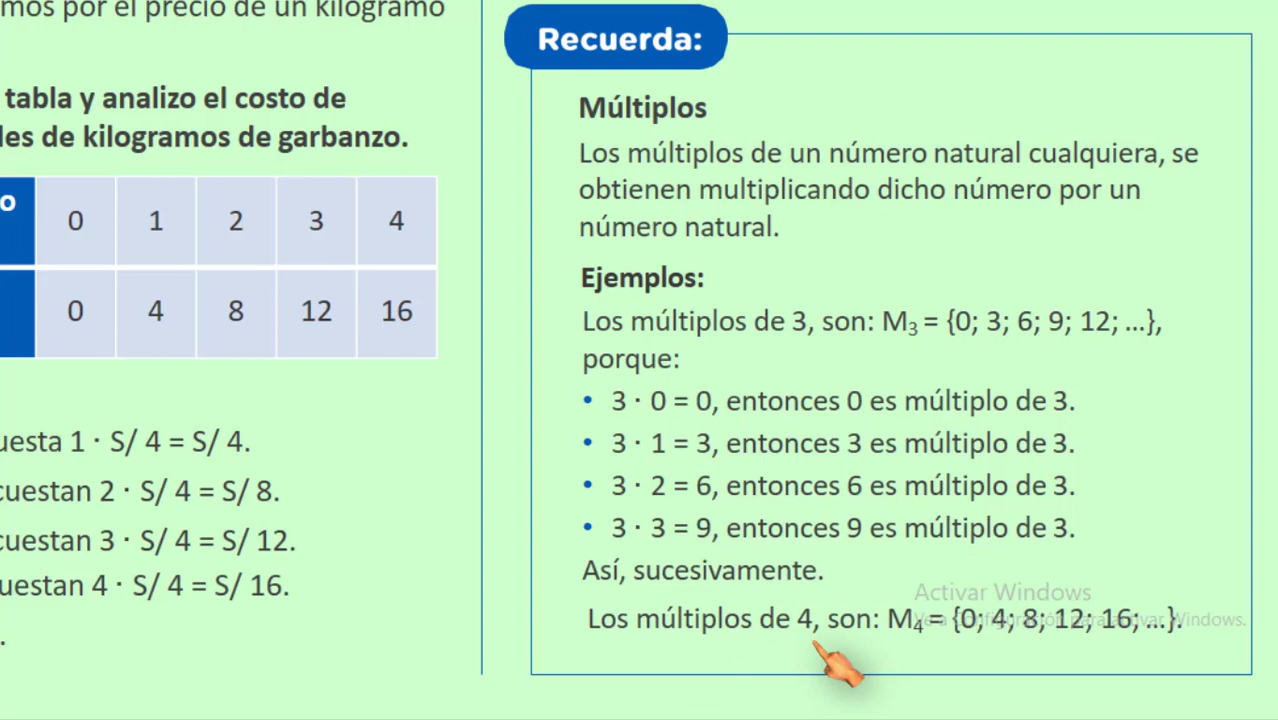 mos por el precio de un kilogramo
tabla y analizo el costo de
les de kilogramos de garbanzo.
o 0 1 2 3 4
0 4 8 12 16
uesta 1 · S/ 4 = S/ 4.
cuestan 2 · S/ 4 = S/ 8.
cuestan 3 · S/ 4 = S/ 12.
uestan 4 · S/ 4 = S/ 16.
.
Recuerda:
Múltiplos
Los múltiplos de un número natural cualquiera, se
obtienen multiplicando dicho número por un
número natural.
Ejemplos:
Los múltiplos de 3, son: M₃ = {0; 3; 6; 9; 12; ...},
porque:
• 3 · 0 = 0, entonces 0 es múltiplo de 3.
• 3 · 1 = 3, entonces 3 es múltiplo de 3.
• 3 · 2 = 6, entonces 6 es múltiplo de 3.
• 3 · 3 = 9, entonces 9 es múltiplo de 3.
Así, sucesivamente.
Los múltiplos de 4, son: M₄ = {0; 4; 8; 12; 16; ...}.
Activar Windows
Ve a Configuración para activar Windows.